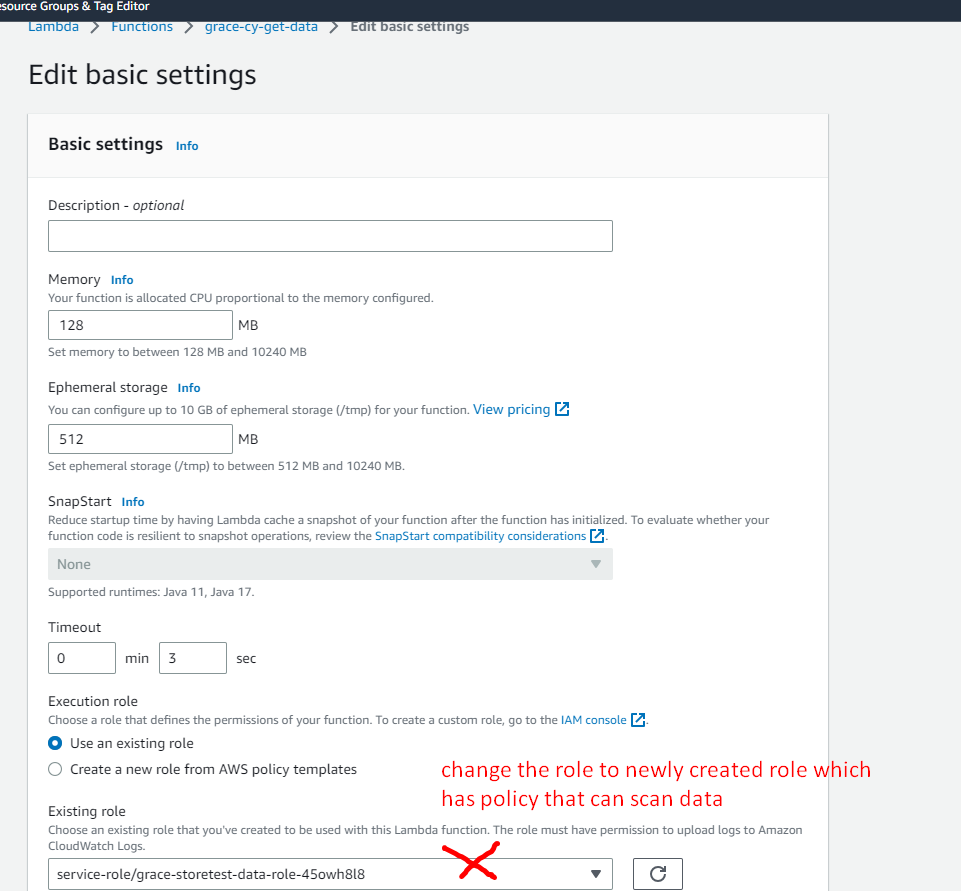 esource Groups & Tag Editor
Lambda > Functions > grace-cy-get-data > Edit basic settings
Edit basic settings
Basic settings Info
Description - optional
Memory Info
Your function is allocated CPU proportional to the memory configured.
128 MB
Set memory to between 128 MB and 10240 MB
Ephemeral storage Info
You can configure up to 10 GB of ephemeral storage (/tmp) for your function. View pricing
512 MB
Set ephemeral storage (/tmp) to between 512 MB and 10240 MB.
SnapStart Info
Reduce startup time by having Lambda cache a snapshot of your function after the function has initialized. To evaluate whether your
function code is resilient to snapshot operations, review the SnapStart compatibility considerations .
None
Supported runtimes: Java 11, Java 17.
Timeout
0 min 3 sec
Execution role
Choose a role that defines the permissions of your function. To create a custom role, go to the IAM console .
Use an existing role
Create a new role from AWS policy templates
change the role to newly created role which
has policy that can scan data
Existing role
Choose an existing role that you've created to be used with this Lambda function. The role must have permission to upload logs to Amazon
CloudWatch Logs.
service-role/grace-storetest-data-role-45owh8l8